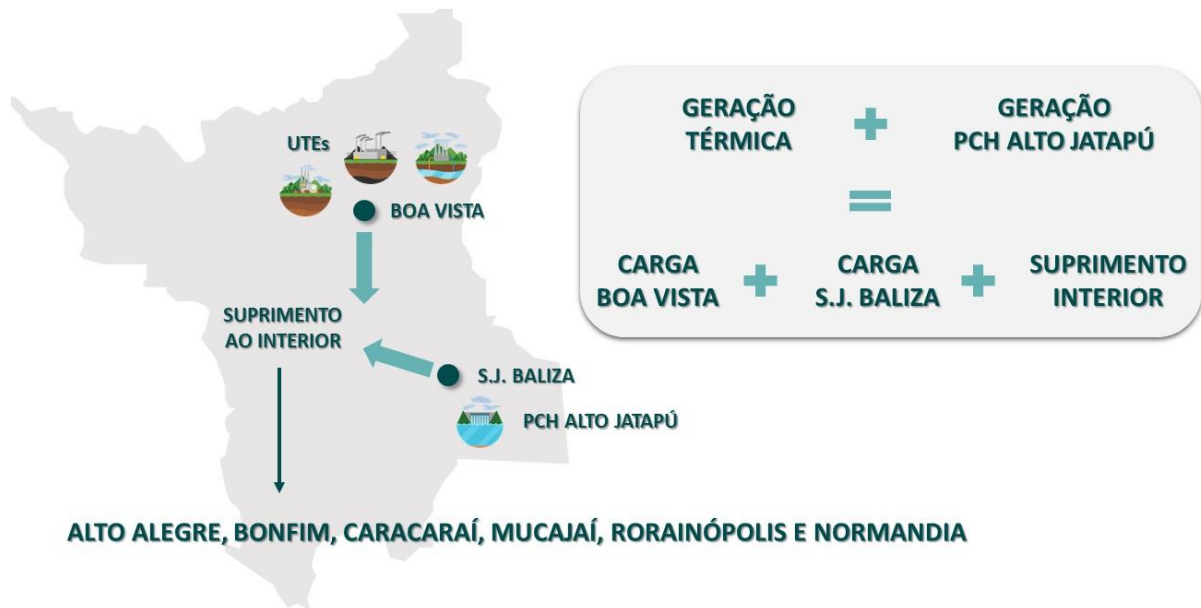 UTEs
BOA VISTA
SUPRIMENTO
AO INTERIOR
S.J. BALIZA
PCH ALTO JATAPÚ
ALTO ALEGRE, BONFIM, CARACARAÍ, MUCAJAÍ, RORAINÓPOLIS E NORMANDIA
GERAÇÃO
TÉRMICA
+
GERAÇÃO
PCH ALTO JATAPÚ
=
CARGA
BOA VISTA
+
CARGA
S.J. BALIZA
+
SUPRIMENTO
INTERIOR